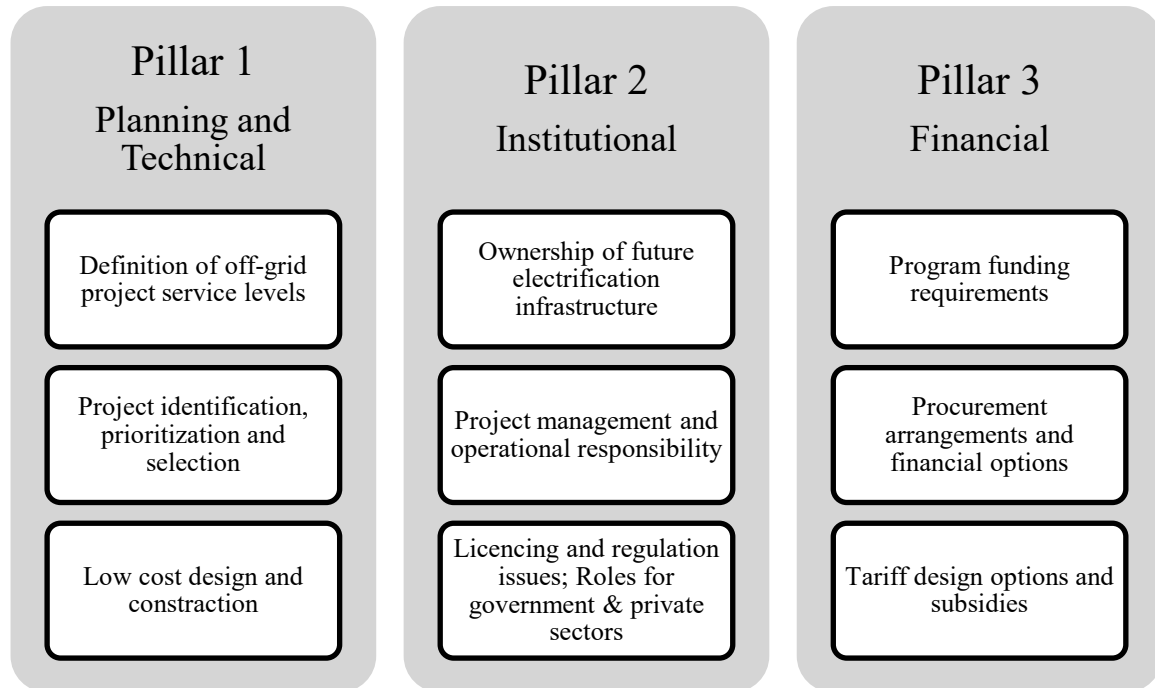 Pillar 1
Planning and
Technical
Definition of off-grid
project service levels
Project identification,
prioritization and
selection
Low cost design and
constraction
Pillar 2
Institutional
Ownership of future
electrification
infrastructure
Project management and
operational responsibility
Licencing and regulation
issues; Roles for
government & private
sectors
Pillar 3
Financial
Program funding
requirements
Procurement
arrangements and
financial options
Tariff design options and
subsidies